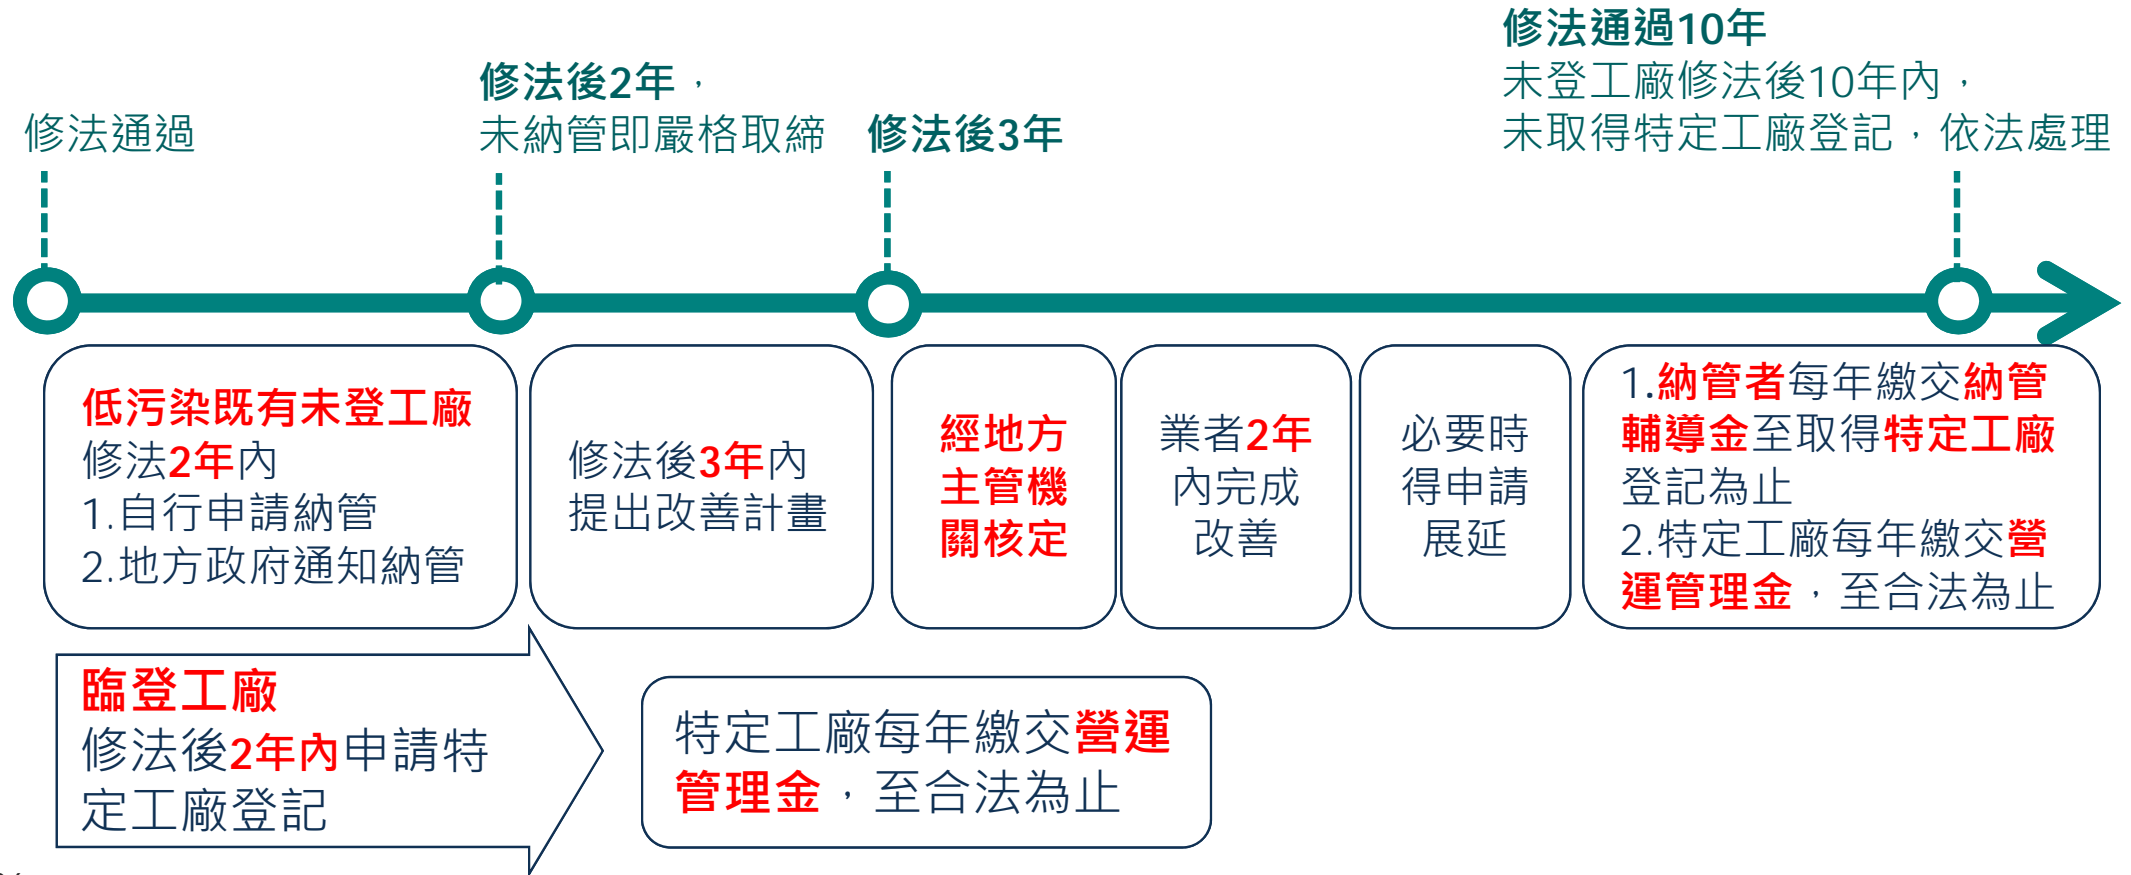 修法通過
修法後2年，
未納管即嚴格取締
修法後3年
修法通過10年
未登工廠修法後10年內，
未取得特定工廠登記，依法處理
低污染既有未登工廠
修法2年內
1.自行申請納管
2.地方政府通知納管
修法後3年內
提出改善計畫
經地方
主管機
關核定
業者2年
內完成
改善
必要時
得申請
展延
1.納管者每年繳交納管
輔導金至取得特定工廠
登記為止
2.特定工廠每年繳交營
運管理金，至合法為止
臨登工廠
修法後2年內申請特
定工廠登記
特定工廠每年繳交營運
管理金，至合法為止